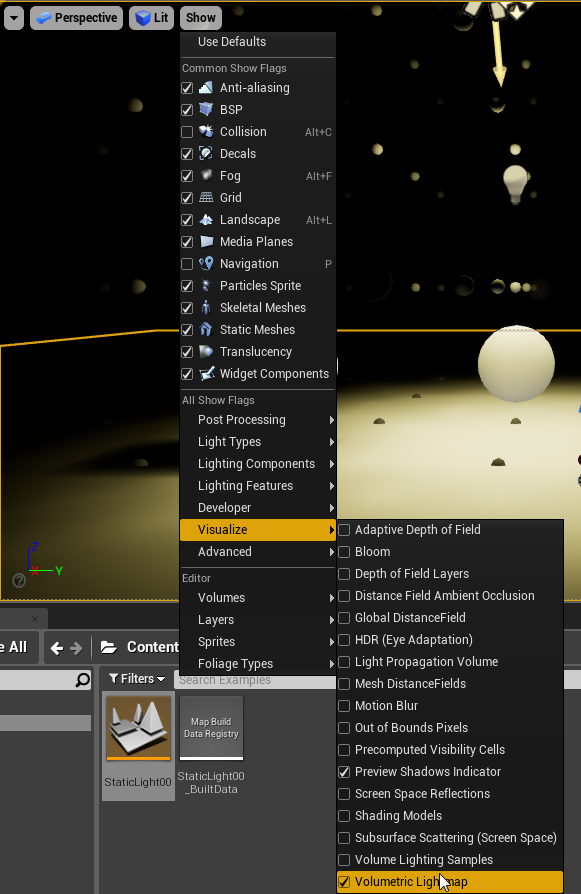 Perspective Lit Show
Use Defaults
Common Show Flags
Anti-aliasing
BSP
Collision Alt+C
Decals
Fog Alt+F
Grid
Landscape Alt+L
Media Planes
Navigation P
Particles Sprite
Skeletal Meshes
Static Meshes
Translucency
Widget Components
All Show Flags
Post Processing
Light Types
Lighting Components
Lighting Features
Developer
Visualize
Advanced
Editor
Volumes
Layers
Sprites
Foliage Types
Adaptive Depth of Field
Bloom
Depth of Field Layers
Distance Field Ambient Occlusion
Global DistanceField
HDR (Eye Adaptation)
Light Propagation Volume
Mesh DistanceFields
Motion Blur
Out of Bounds Pixels
Precomputed Visibility Cells
Preview Shadows Indicator
Screen Space Reflections
Shading Models
Subsurface Scattering (Screen Space)
Volume Lighting Samples
Volumetric Lightmap
Z
X Y
e All Content
Filters Search Examples
Map Build
Data Registry
StaticLight00
StaticLight00
_BuiltData